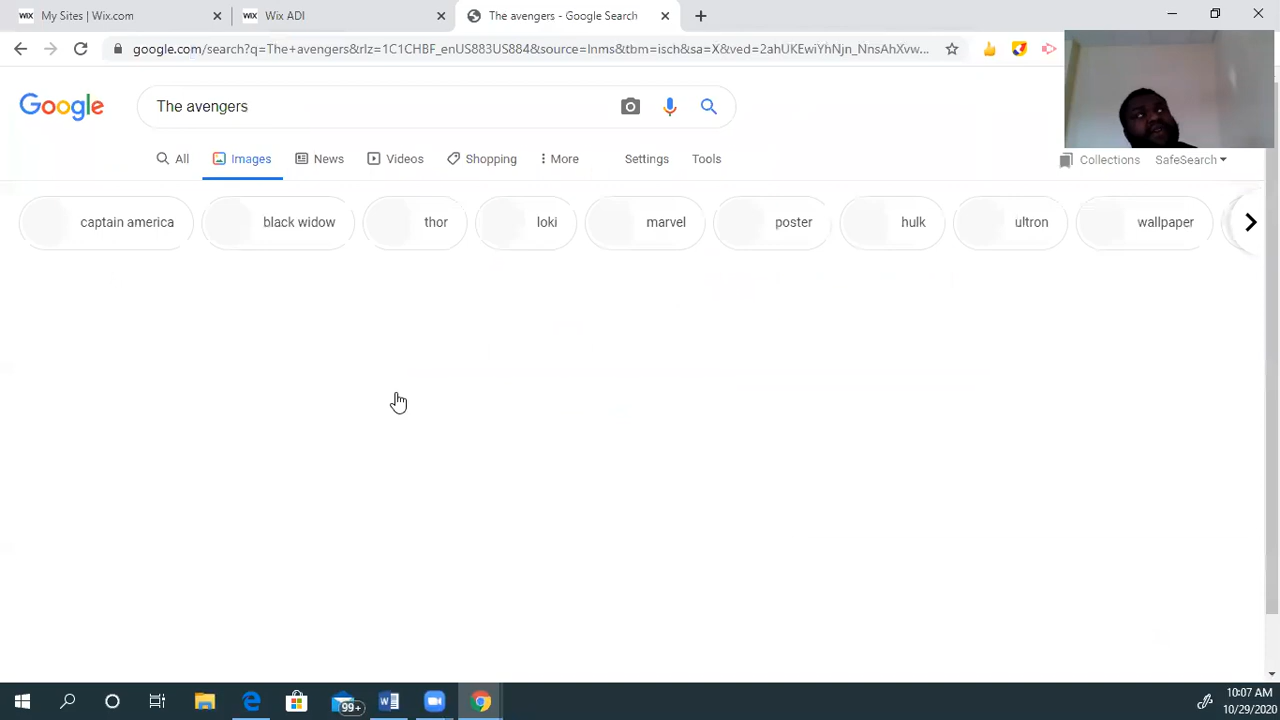 My Sites | Wix.com
Wix ADI
The avengers - Google Search
google.com/search?q=The+avengers&rlz=1C1CHBF_enUS883US884&source=lnms&tbm=isch&sa=X&ved=2ahUKEwiYhNjn_NnsAhXvw...
Google
The avengers
All
Images
News
Videos
Shopping
More
Settings
Tools
Collections
SafeSearch
captain america
black widow
thor
loki
marvel
poster
hulk
ultron
wallpaper
99+
10:07 AM
10/29/2020